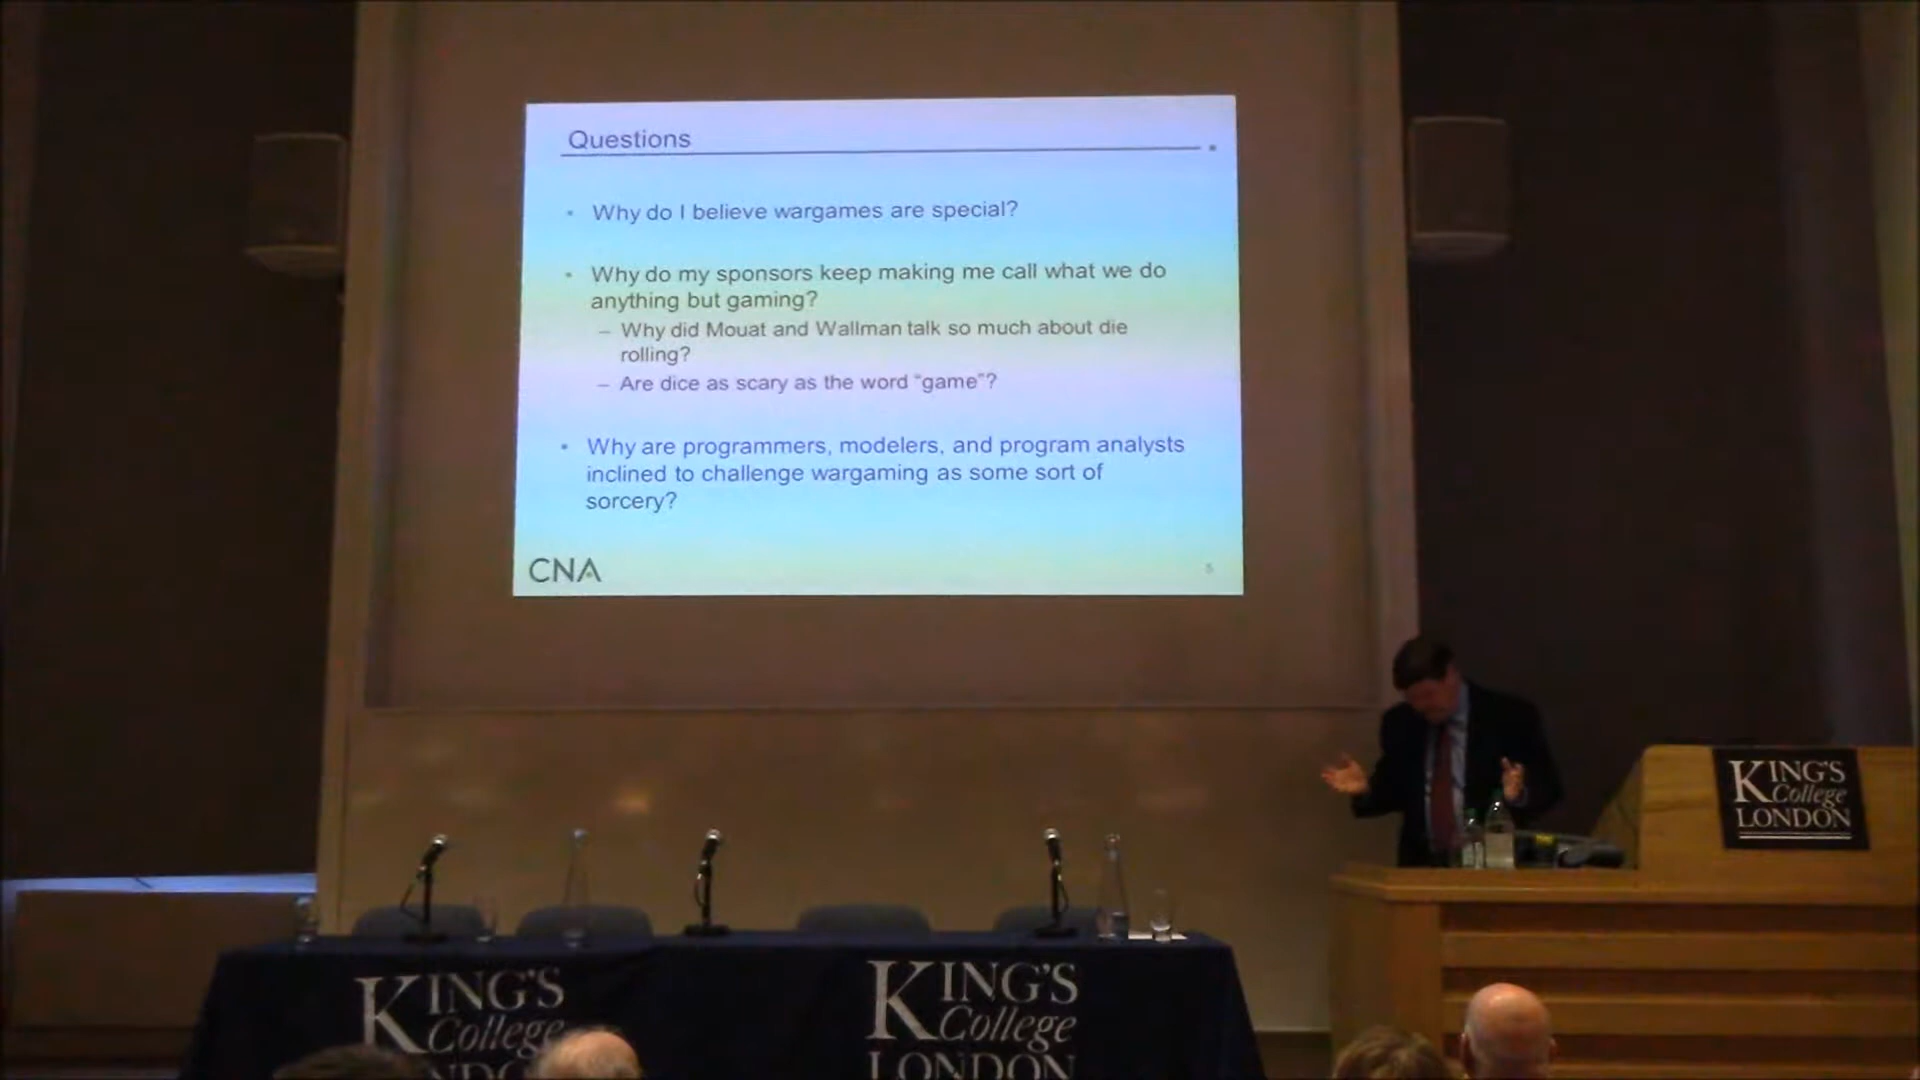 Questions
• Why do I believe wargames are special?
• Why do my sponsors keep making me call what we do
anything but gaming?
– Why did Mouat and Wallman talk so much about die
rolling?
– Are dice as scary as the word “game”?
• Why are programmers, modelers, and program analysts
inclined to challenge wargaming as some sort of
sorcery?
CNA
KING'S
College
LONDON
KING'S
College
KING'S
College
LONDON